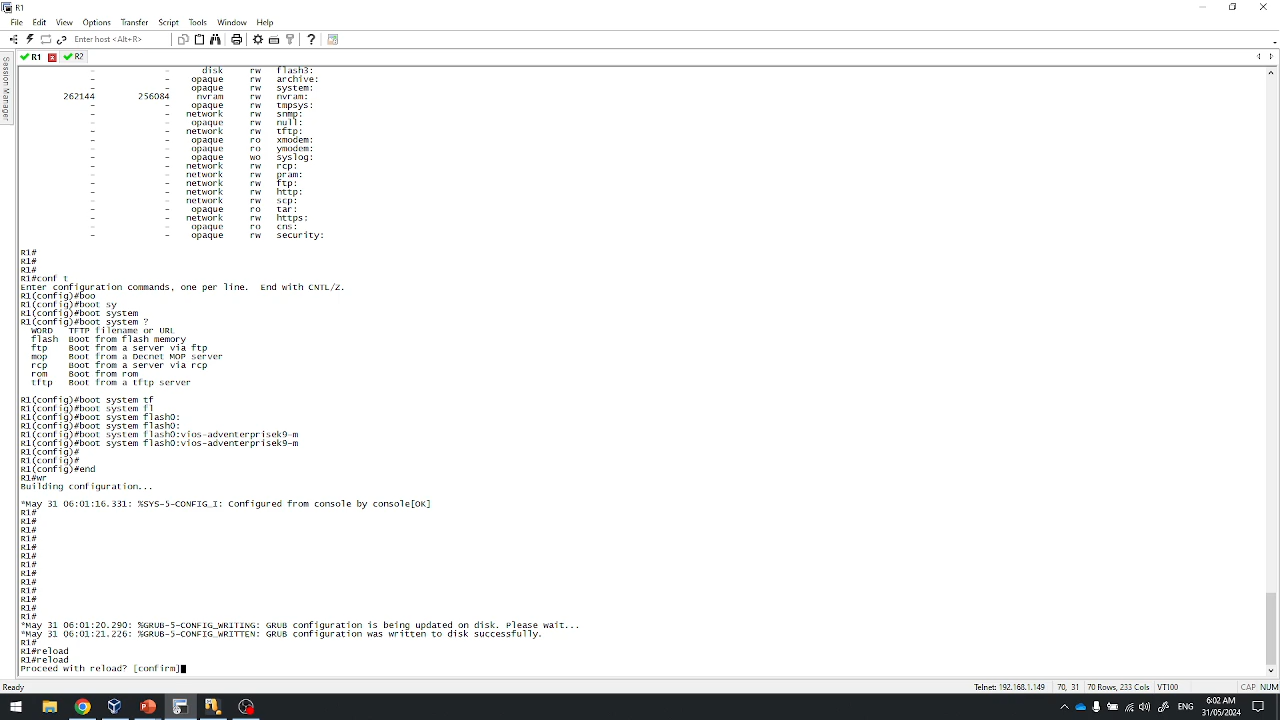 R1
File Edit View Options Transfer Script Tools Window Help
Enter host <Alt+R>
R1 R2
Session Manager
- - disk rw flash3:
- - opaque rw archive:
- - opaque rw system:
262144 256084 nvram rw nvram:
- - opaque rw tmpsys:
- - network rw snmp:
- - opaque rw null:
- - network rw tftp:
- - opaque ro xmodem:
- - opaque ro ymodem:
- - opaque wo syslog:
- - network rw rcp:
- - network rw pram:
- - network rw ftp:
- - network rw http:
- - network rw scp:
- - opaque ro tar:
- - network rw https:
- - opaque ro cns:
- - opaque rw security:
R1#
R1#
R1#
R1#conf t
Enter configuration commands, one per line. End with CNTL/Z.
R1(config)#boo
R1(config)#boot sy
R1(config)#boot system
R1(config)#boot system ?
WORD TFTP filename or URL
flash Boot from flash memory
ftp Boot from a server via ftp
mop Boot from a Decnet MOP server
rcp Boot from a server via rcp
rom Boot from rom
tftp Boot from a tftp server
R1(config)#boot system tf
R1(config)#boot system fl
R1(config)#boot system flash0:
R1(config)#boot system flash0:
R1(config)#boot system flash0:vios-adventerprisek9-m
R1(config)#boot system flash0:vios-adventerprisek9-m
R1(config)#
R1(config)#
R1(config)#end
R1#wr
Building configuration...
*May 31 06:01:16.331: %SYS-5-CONFIG_I: Configured from console by console[OK]
R1#
R1#
R1#
R1#
R1#
R1#
R1#
R1#
R1#
R1#
R1#
R1#
R1#
*May 31 06:01:20.290: %GRUB-5-CONFIG_WRITING: GRUB configuration is being updated on disk. Please wait...
*May 31 06:01:21.226: %GRUB-5-CONFIG_WRITTEN: GRUB configuration was written to disk successfully.
R1#
R1#reload
R1#reload
Proceed with reload? [confirm]
Ready Telnet: 192.168.1.149 70, 31 70 Rows, 233 Cols VT100 CAP NUM
ENG 6:02 AM
31/05/2024